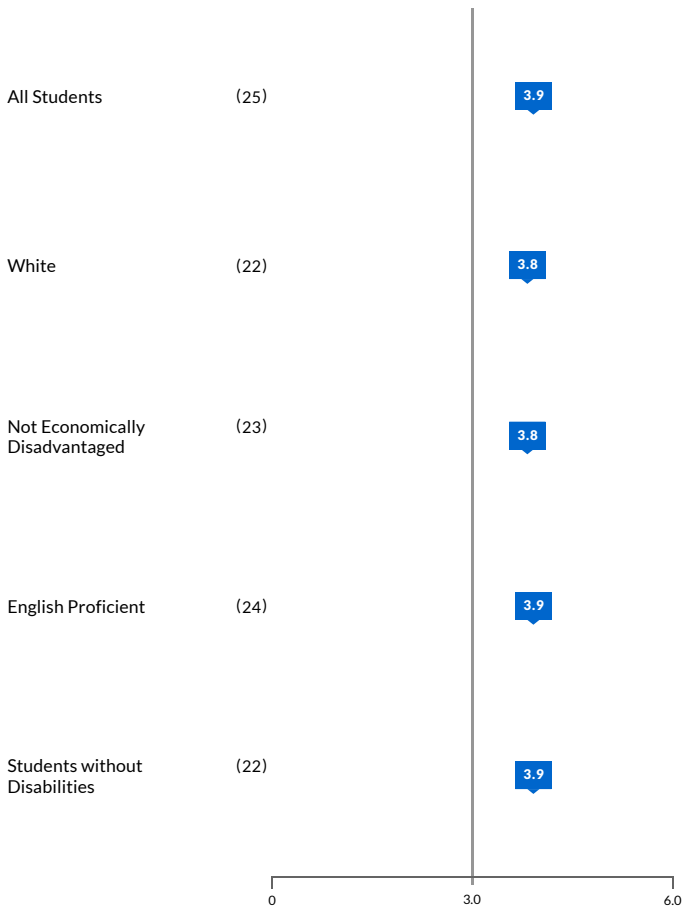 All Students (25) 3.9
White (22) 3.8
Not Economically (23) 3.8
Disadvantaged
English Proficient (24) 3.9
Students without (22) 3.9
Disabilities
0 3.0 6.0